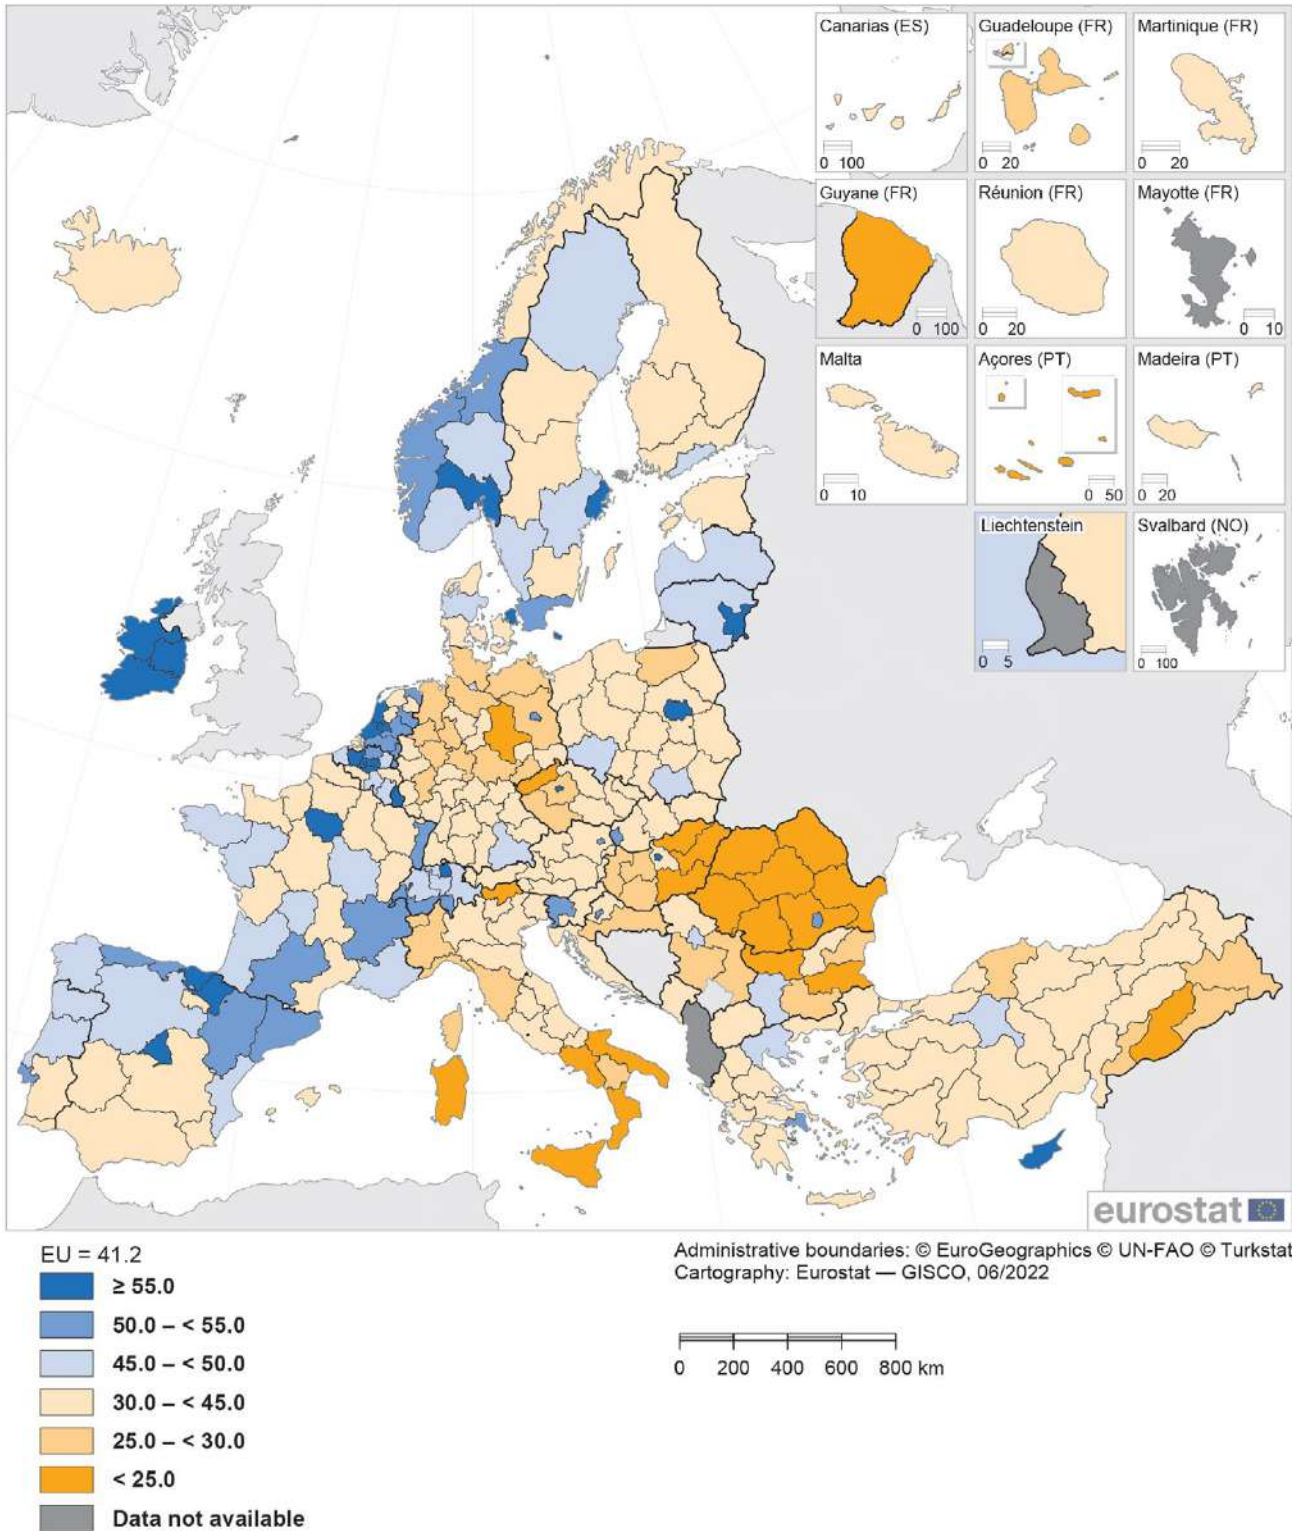 Canarias (ES)
0 100
Guadeloupe (FR)
0 20
Martinique (FR)
0 20
Guyane (FR)
0 100
Réunion (FR)
0 20
Mayotte (FR)
0 10
Malta
0 10
Açores (PT)
0 50
Madeira (PT)
0 20
Liechtenstein
0 5
Svalbard (NO)
0 100
eurostat
EU = 41.2
≥ 55.0
50.0 – < 55.0
45.0 – < 50.0
30.0 – < 45.0
25.0 – < 30.0
< 25.0
Data not available
Administrative boundaries: © EuroGeographics © UN-FAO © Turkstat
Cartography: Eurostat — GISCO, 06/2022
0 200 400 600 800 km